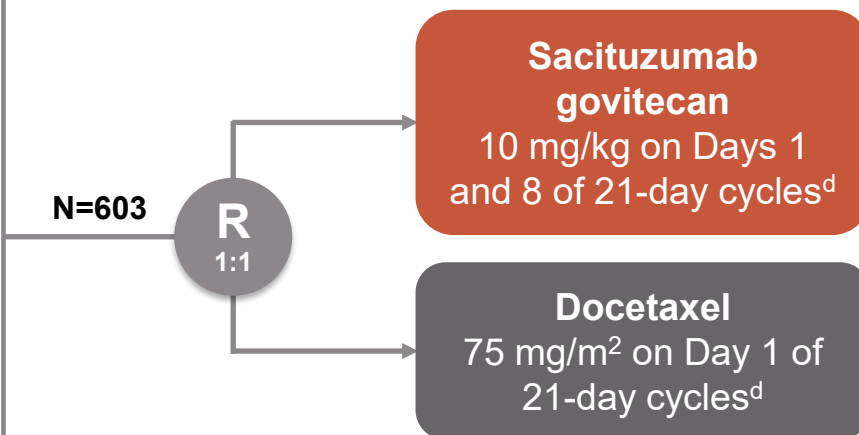 Sacituzumab
govitecan
10 mg/kg on Days 1
and 8 of 21-day cyclesᵈ
N=603
R
1:1
Docetaxel
75 mg/m² on Day 1 of
21-day cyclesᵈ